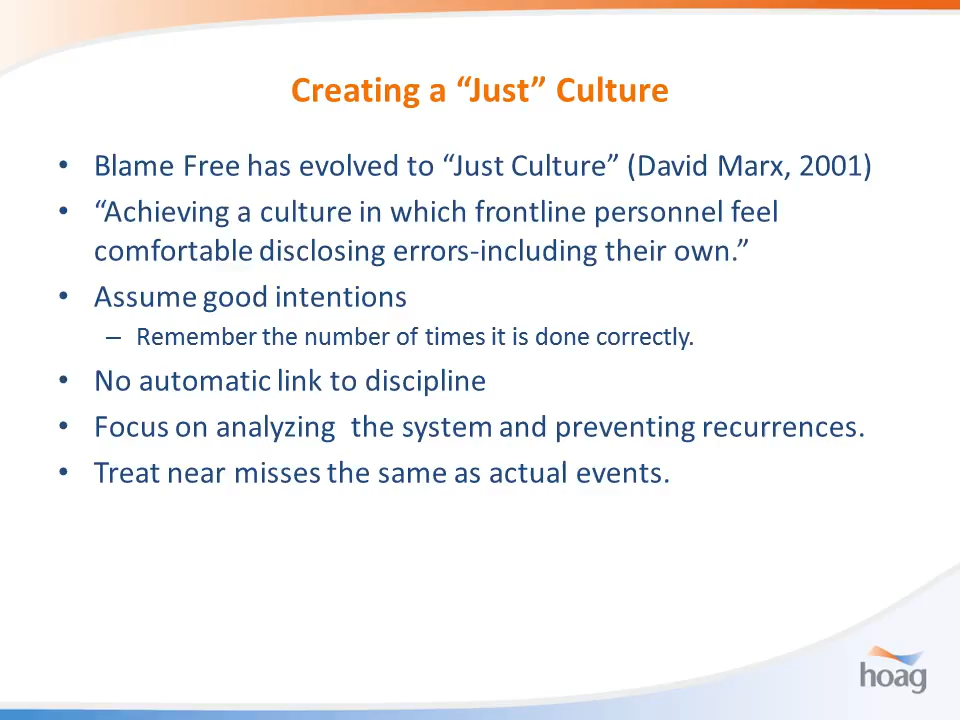 Creating a “Just” Culture
• Blame Free has evolved to “Just Culture” (David Marx, 2001)
• “Achieving a culture in which frontline personnel feel
comfortable disclosing errors-including their own.”
• Assume good intentions
– Remember the number of times it is done correctly.
• No automatic link to discipline
• Focus on analyzing  the system and preventing recurrences.
• Treat near misses the same as actual events.
hoag